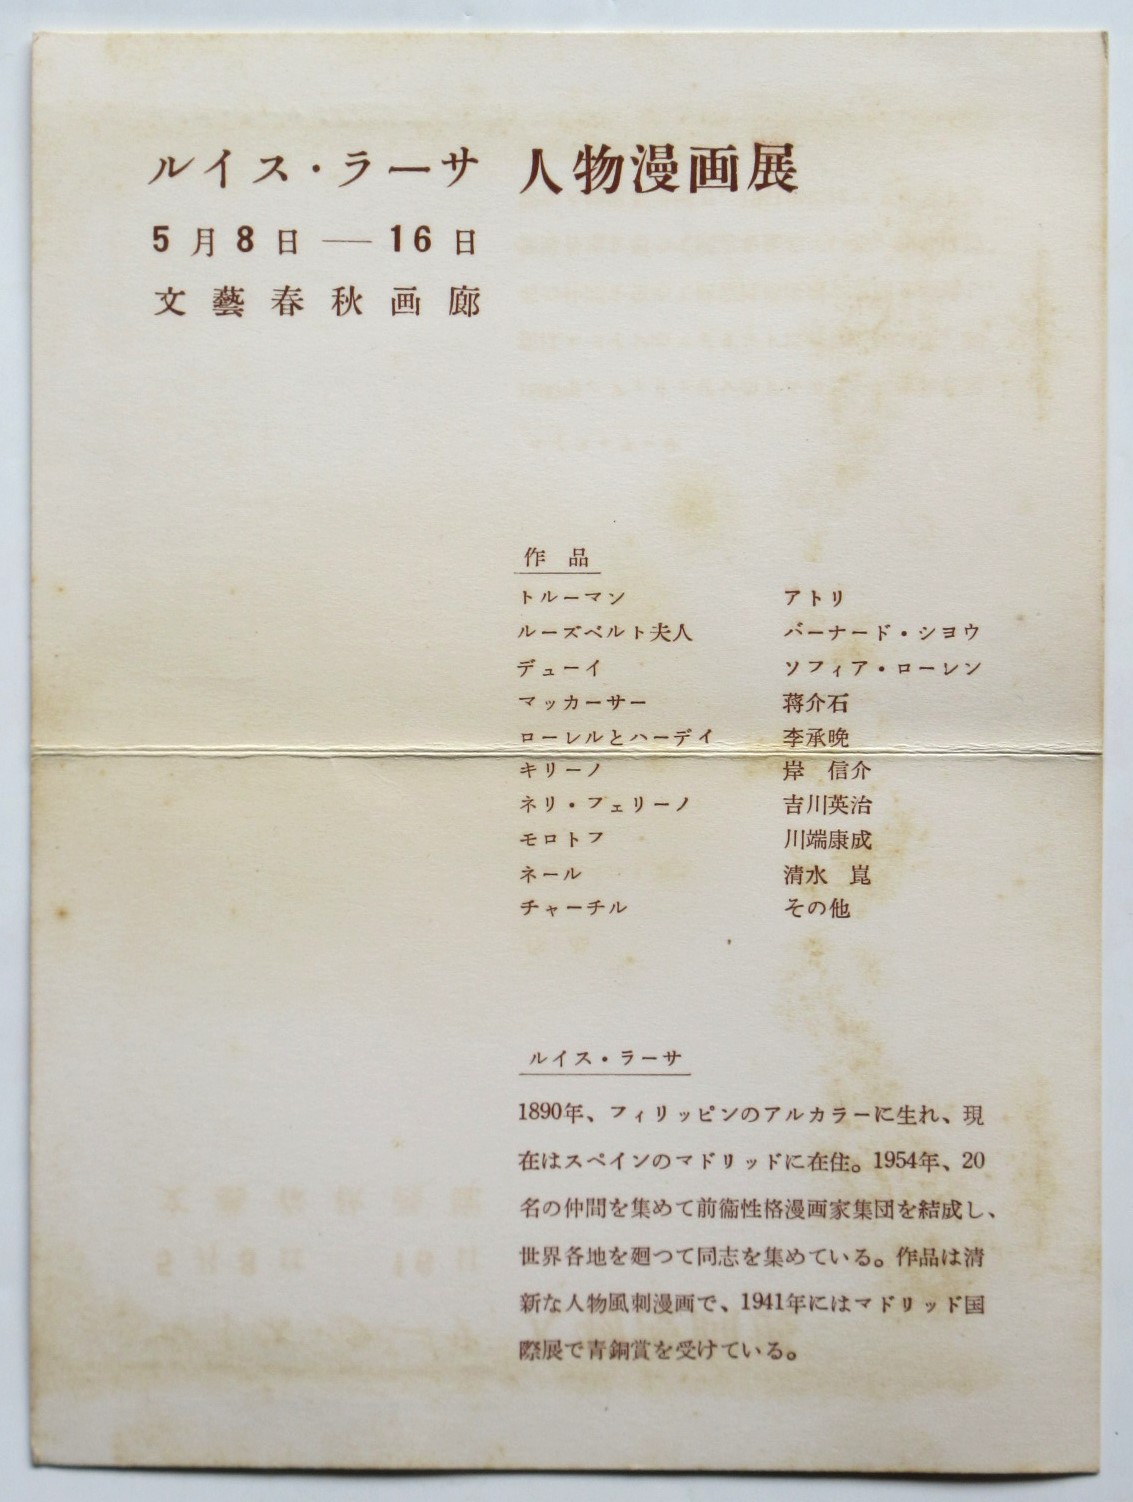 ルイス・ラーサ 人物漫画展
5月8日 — 16日
文藝春秋画廊
作品
トルーマン
ルーズベルト夫人
デューイ
マッカーサー
ローレルとハーデイ
キリーノ
ネリ・フェリーノ
モロトフ
ネール
チャーチル
アトリ
バーナード・シヨウ
ソフィア・ローレン
蒋介石
李承晩
岸 信介
吉川英治
川端康成
清水 崑
その他
ルイス・ラーサ
1890年、フィリッピンのアルカラーに生れ、現
在はスペインのマドリッドに在住。1954年、20
名の仲間を集めて前衞性格漫画家集団を結成し、
世界各地を廻つて同志を集めている。作品は清
新な人物風刺漫画で、1941年にはマドリッド国
際展で青銅賞を受けている。